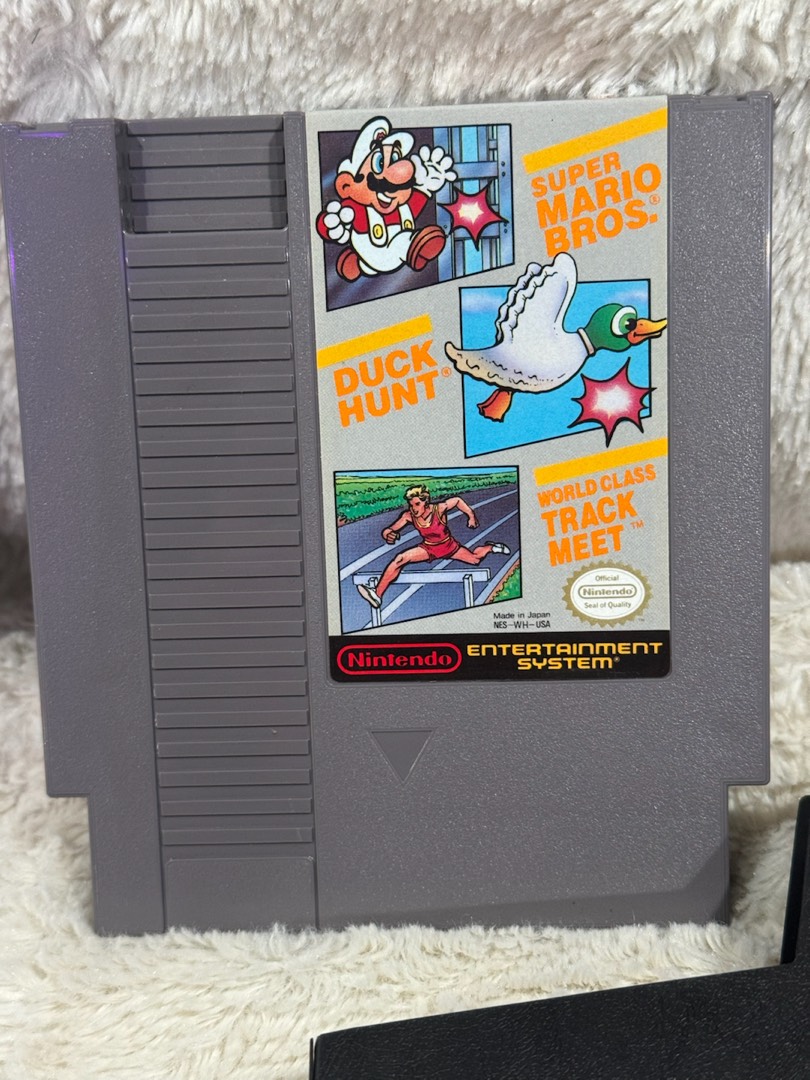 SUPER
MARIO
BROS.®
DUCK
HUNT®
WORLD CLASS
TRACK
MEET™
Official
Nintendo
Seal of Quality
Made in Japan
NES-WH-USA
Nintendo
ENTERTAINMENT
SYSTEM®